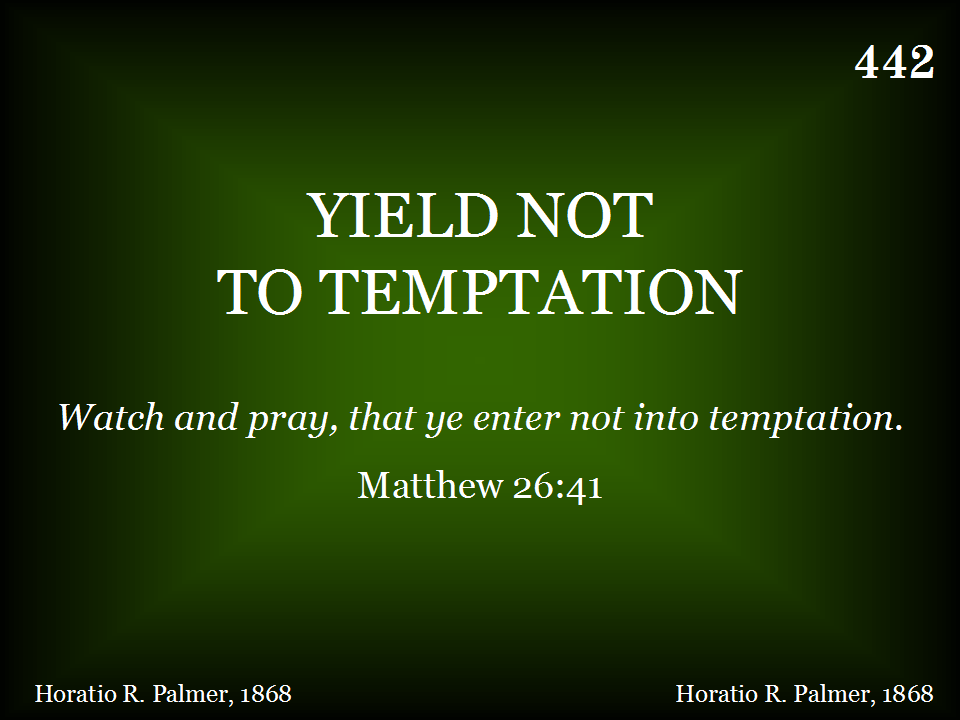 442
YIELD NOT
TO TEMPTATION
Watch and pray, that ye enter not into temptation.
Matthew 26:41
Horatio R. Palmer, 1868
Horatio R. Palmer, 1868